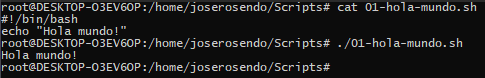 root@DESKTOP-O3EV6OP:/home/joserosendo/Scripts# cat 01-hola-mundo.sh
#!/bin/bash
echo "Hola mundo!"
root@DESKTOP-O3EV6OP:/home/joserosendo/Scripts# ./01-hola-mundo.sh
Hola mundo!
root@DESKTOP-O3EV6OP:/home/joserosendo/Scripts#